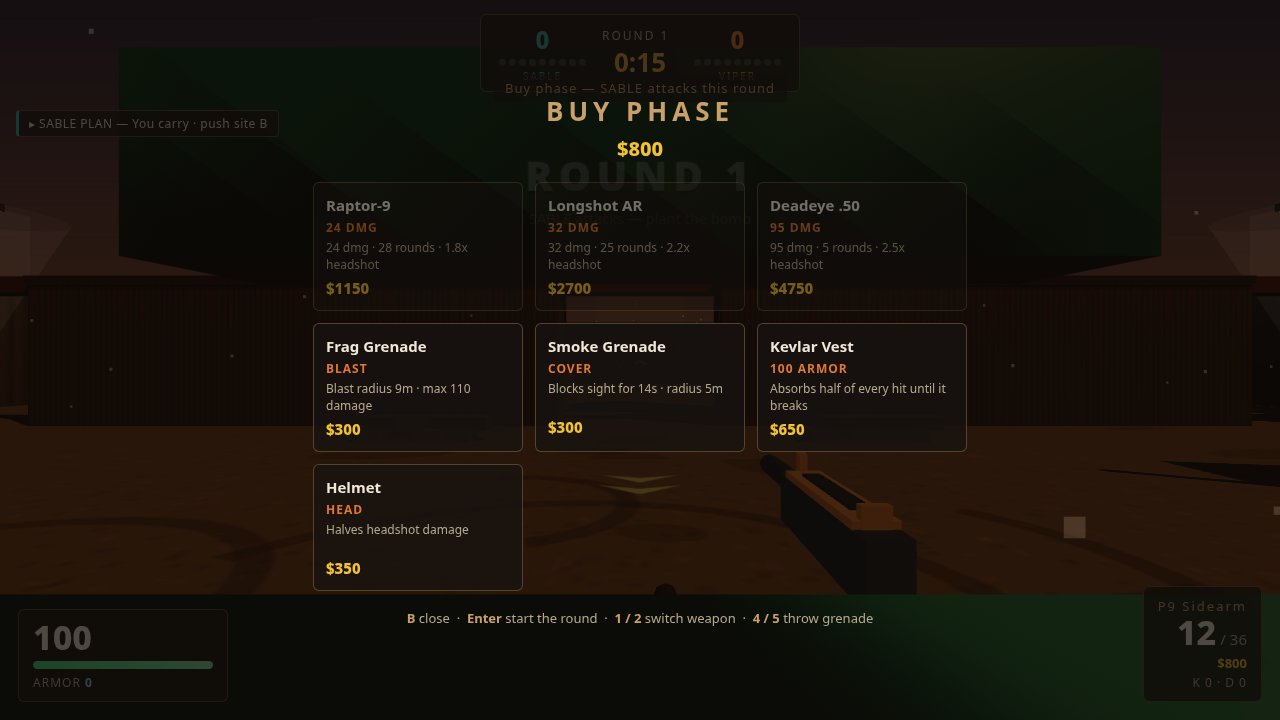 0
ROUND 1
0
0:15
SABLE
VIPER
Buy phase — SABLE attacks this round
BUY PHASE
▸ SABLE PLAN — You carry · push site B
$800
ROUND 1
Raptor-9
24 DMG
24 dmg · 28 rounds · 1.8x
headshot
$1150
Longshot AR
32 DMG
32 dmg · 25 rounds · 2.2x
headshot
$2700
Deadeye .50
95 DMG
95 dmg · 5 rounds · 2.5x
headshot
$4750
Frag Grenade
BLAST
Blast radius 9m · max 110
damage
$300
Smoke Grenade
COVER
Blocks sight for 14s · radius 5m
$300
Kevlar Vest
100 ARMOR
Absorbs half of every hit until it
breaks
$650
Helmet
HEAD
Halves headshot damage
$350
B close · Enter start the round · 1 / 2 switch weapon · 4 / 5 throw grenade
100
ARMOR 0
P9 Sidearm
12 / 36
$800
K 0 · D 0